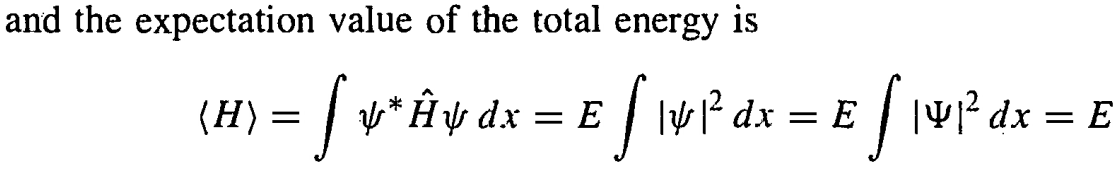 and the expectation value of the total energy is
⟨H⟩ = ∫ ψ* Ĥψ dx = E ∫ |ψ|² dx = E ∫ |Ψ|² dx = E